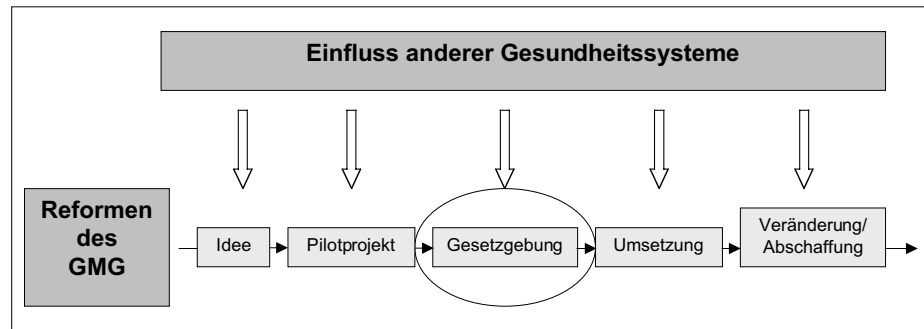 Einfluss anderer Gesundheitssysteme
Reformen
des
GMG
Idee
Pilotprojekt
Gesetzgebung
Umsetzung
Veränderung/
Abschaffung